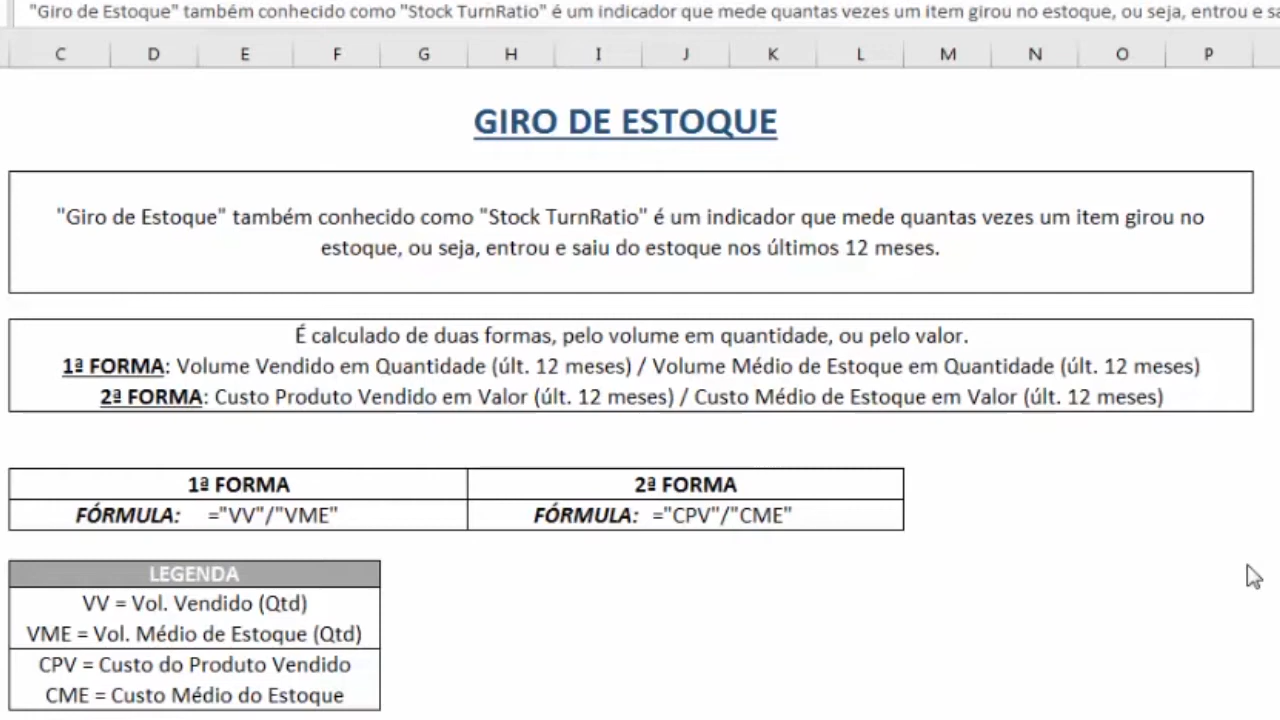 "Giro de Estoque" também conhecido como "Stock TurnRatio" é um indicador que mede quantas vezes um item girou no estoque, ou seja, entrou e
C D E F G H I J K L M N O P
GIRO DE ESTOQUE
"Giro de Estoque" também conhecido como "Stock TurnRatio" é um indicador que mede quantas vezes um item girou no
estoque, ou seja, entrou e saiu do estoque nos últimos 12 meses.
É calculado de duas formas, pelo volume em quantidade, ou pelo valor.
1ª FORMA: Volume Vendido em Quantidade (últ. 12 meses) / Volume Médio de Estoque em Quantidade (últ. 12 meses)
2ª FORMA: Custo Produto Vendido em Valor (últ. 12 meses) / Custo Médio de Estoque em Valor (últ. 12 meses)
1ª FORMA 2ª FORMA
FÓRMULA: ="VV"/"VME" FÓRMULA: ="CPV"/"CME"
LEGENDA
VV = Vol. Vendido (Qtd)
VME = Vol. Médio de Estoque (Qtd)
CPV = Custo do Produto Vendido
CME = Custo Médio do Estoque